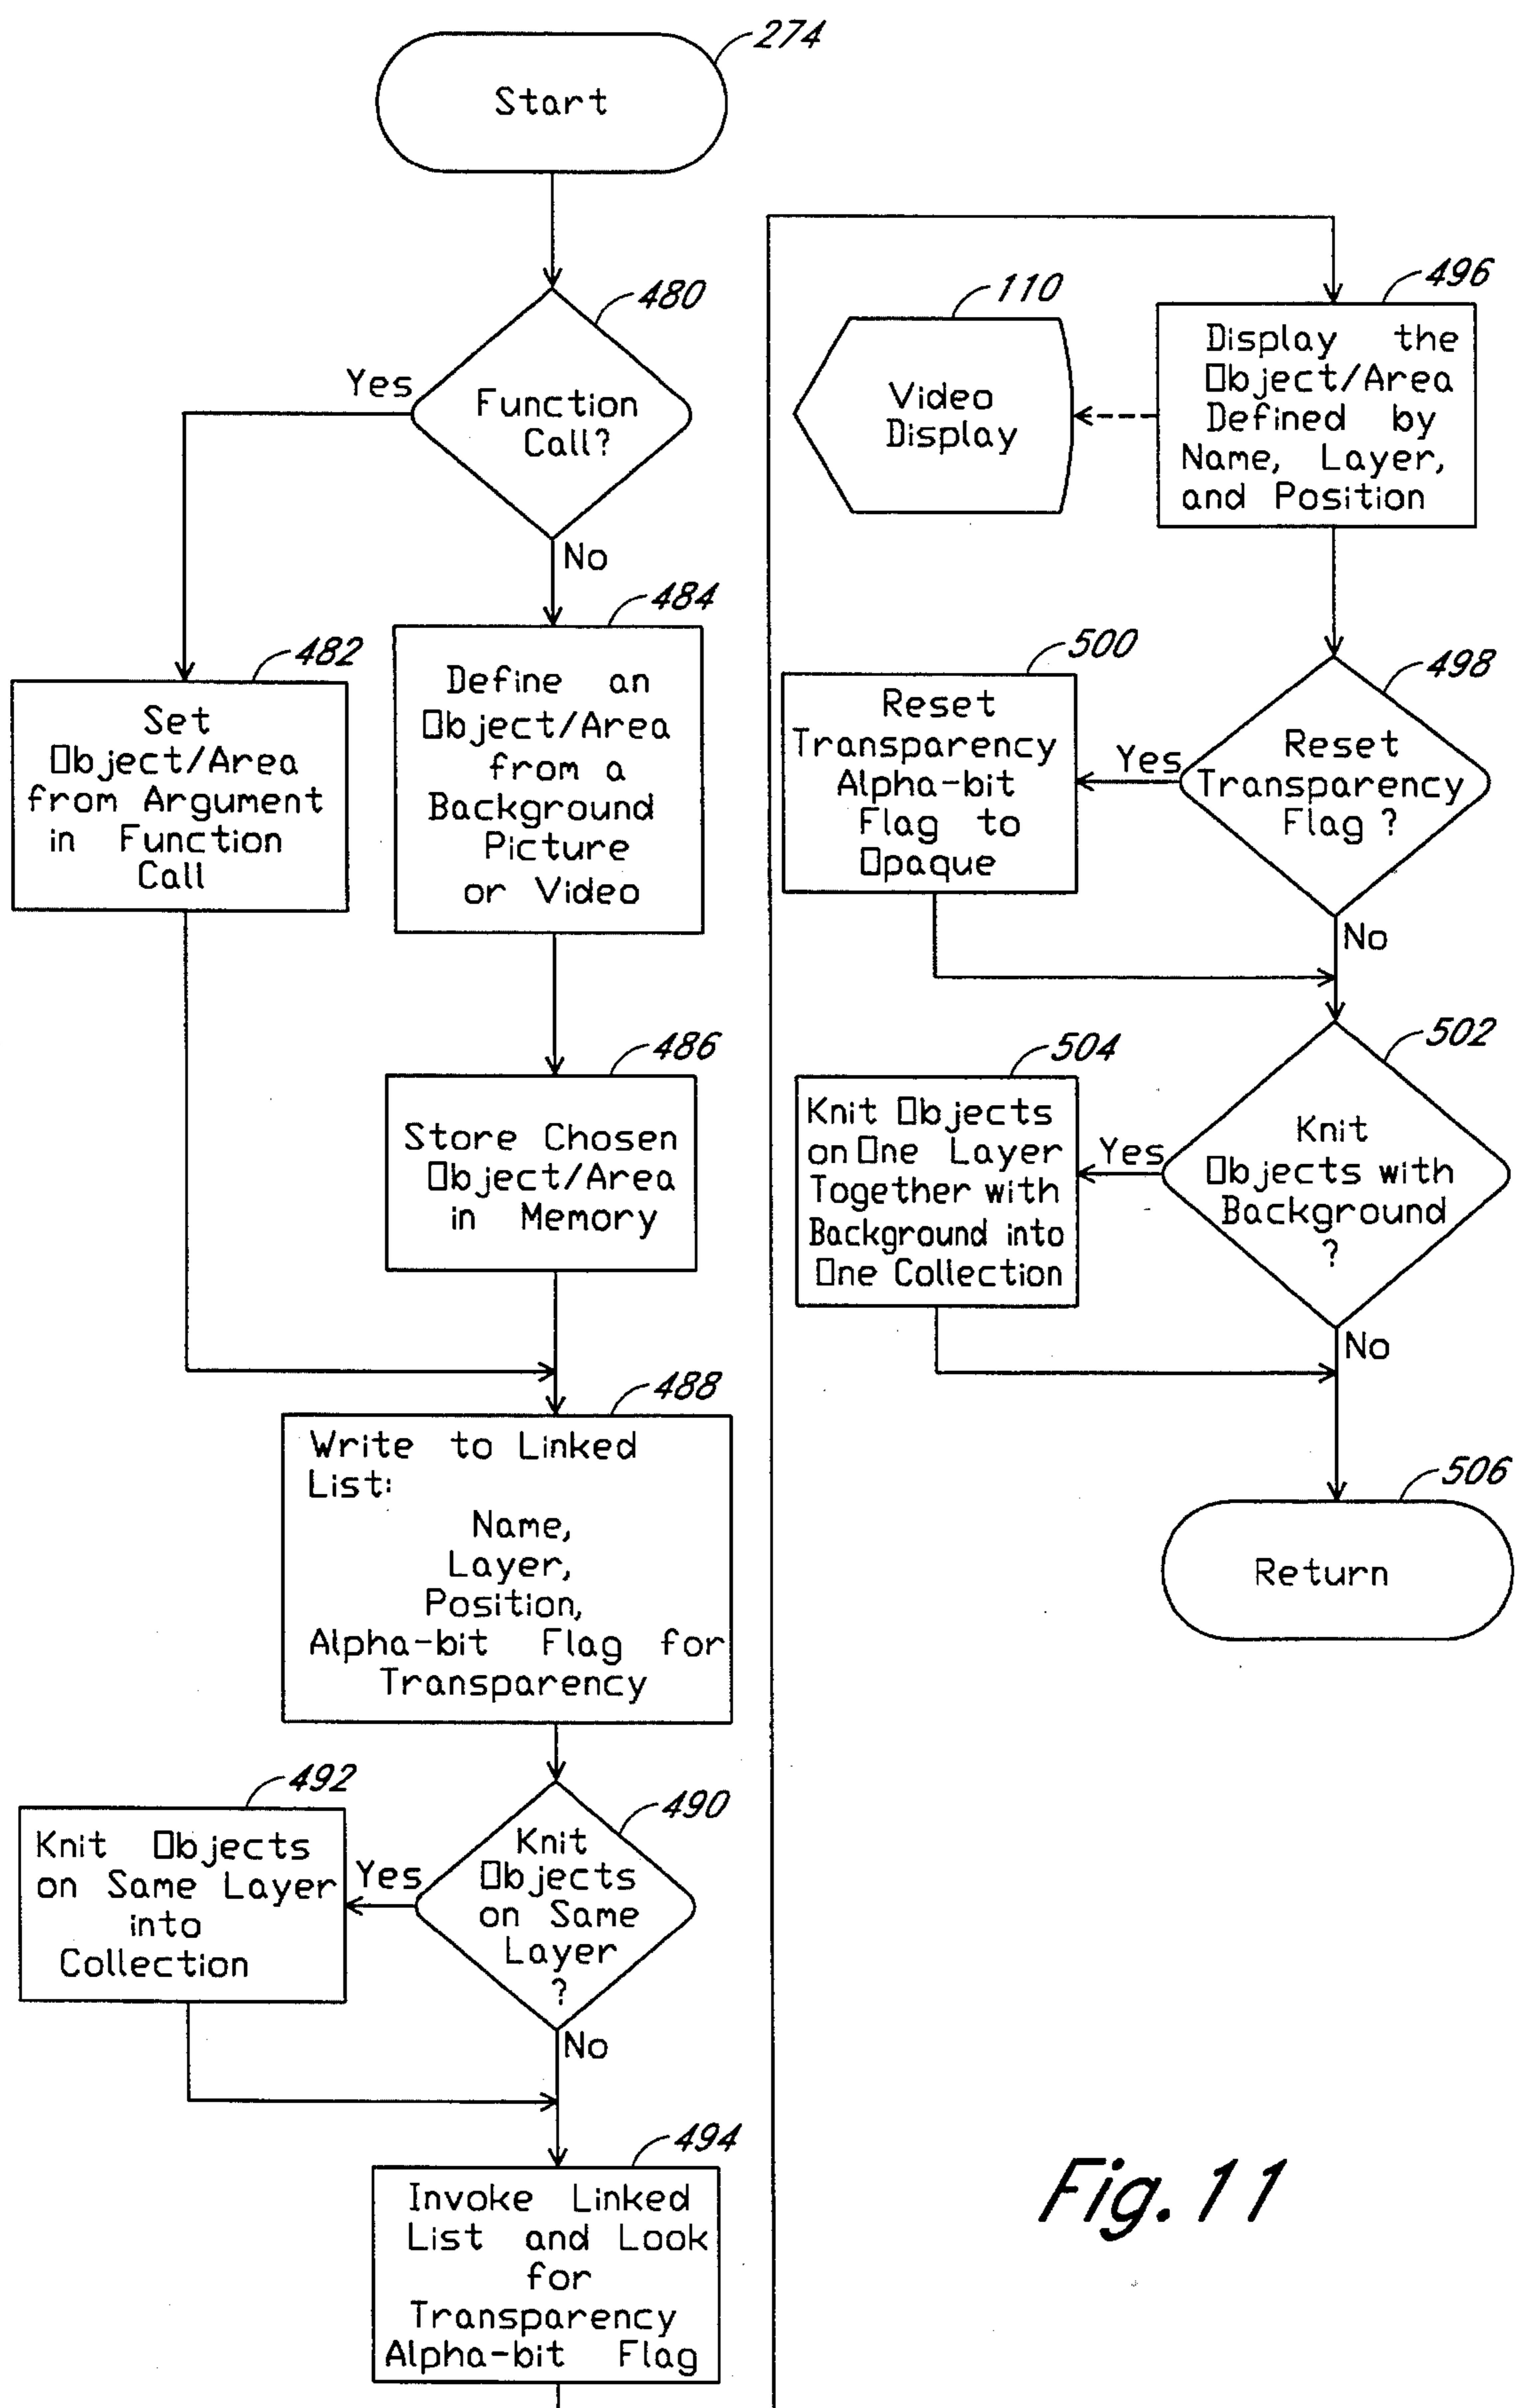 274
Start
480
Yes
Function
Call?
No
482
Set
Object/Area
from Argument
in Function
Call
484
Define an
Object/Area
from a
Background
Picture
or Video
486
Store Chosen
Object/Area
in Memory
488
Write to Linked
List:
Name,
Layer,
Position,
Alpha-bit Flag for
Transparency
490
Knit
Objects
on Same
Layer
?
Yes
No
492
Knit Objects
on Same Layer
into
Collection
494
Invoke Linked
List and Look
for
Transparency
Alpha-bit Flag
496
Display the
Object/Area
Defined by
Name, Layer,
and Position
110
Video
Display
498
Reset
Transparency
Flag ?
Yes
No
500
Reset
Transparency
Alpha-bit
Flag to
Opaque
502
Knit
Objects with
Background
?
Yes
No
504
Knit Objects
on One Layer
Together with
Background into
One Collection
506
Return
Fig. 11